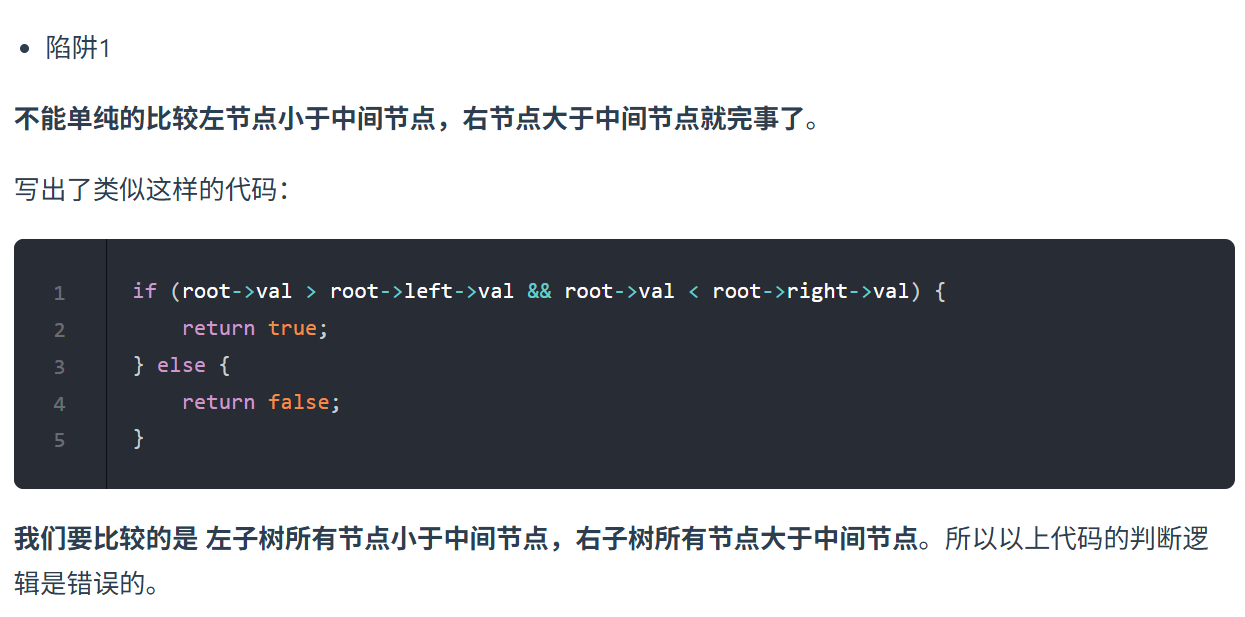 • 陷阱1
不能单纯的比较左节点小于中间节点，右节点大于中间节点就完事了。
写出了类似这样的代码：
1 if (root->val > root->left->val && root->val < root->right->val) {
2     return true;
3 } else {
4     return false;
5 }
我们要比较的是 左子树所有节点小于中间节点，右子树所有节点大于中间节点。所以以上代码的判断逻
辑是错误的。